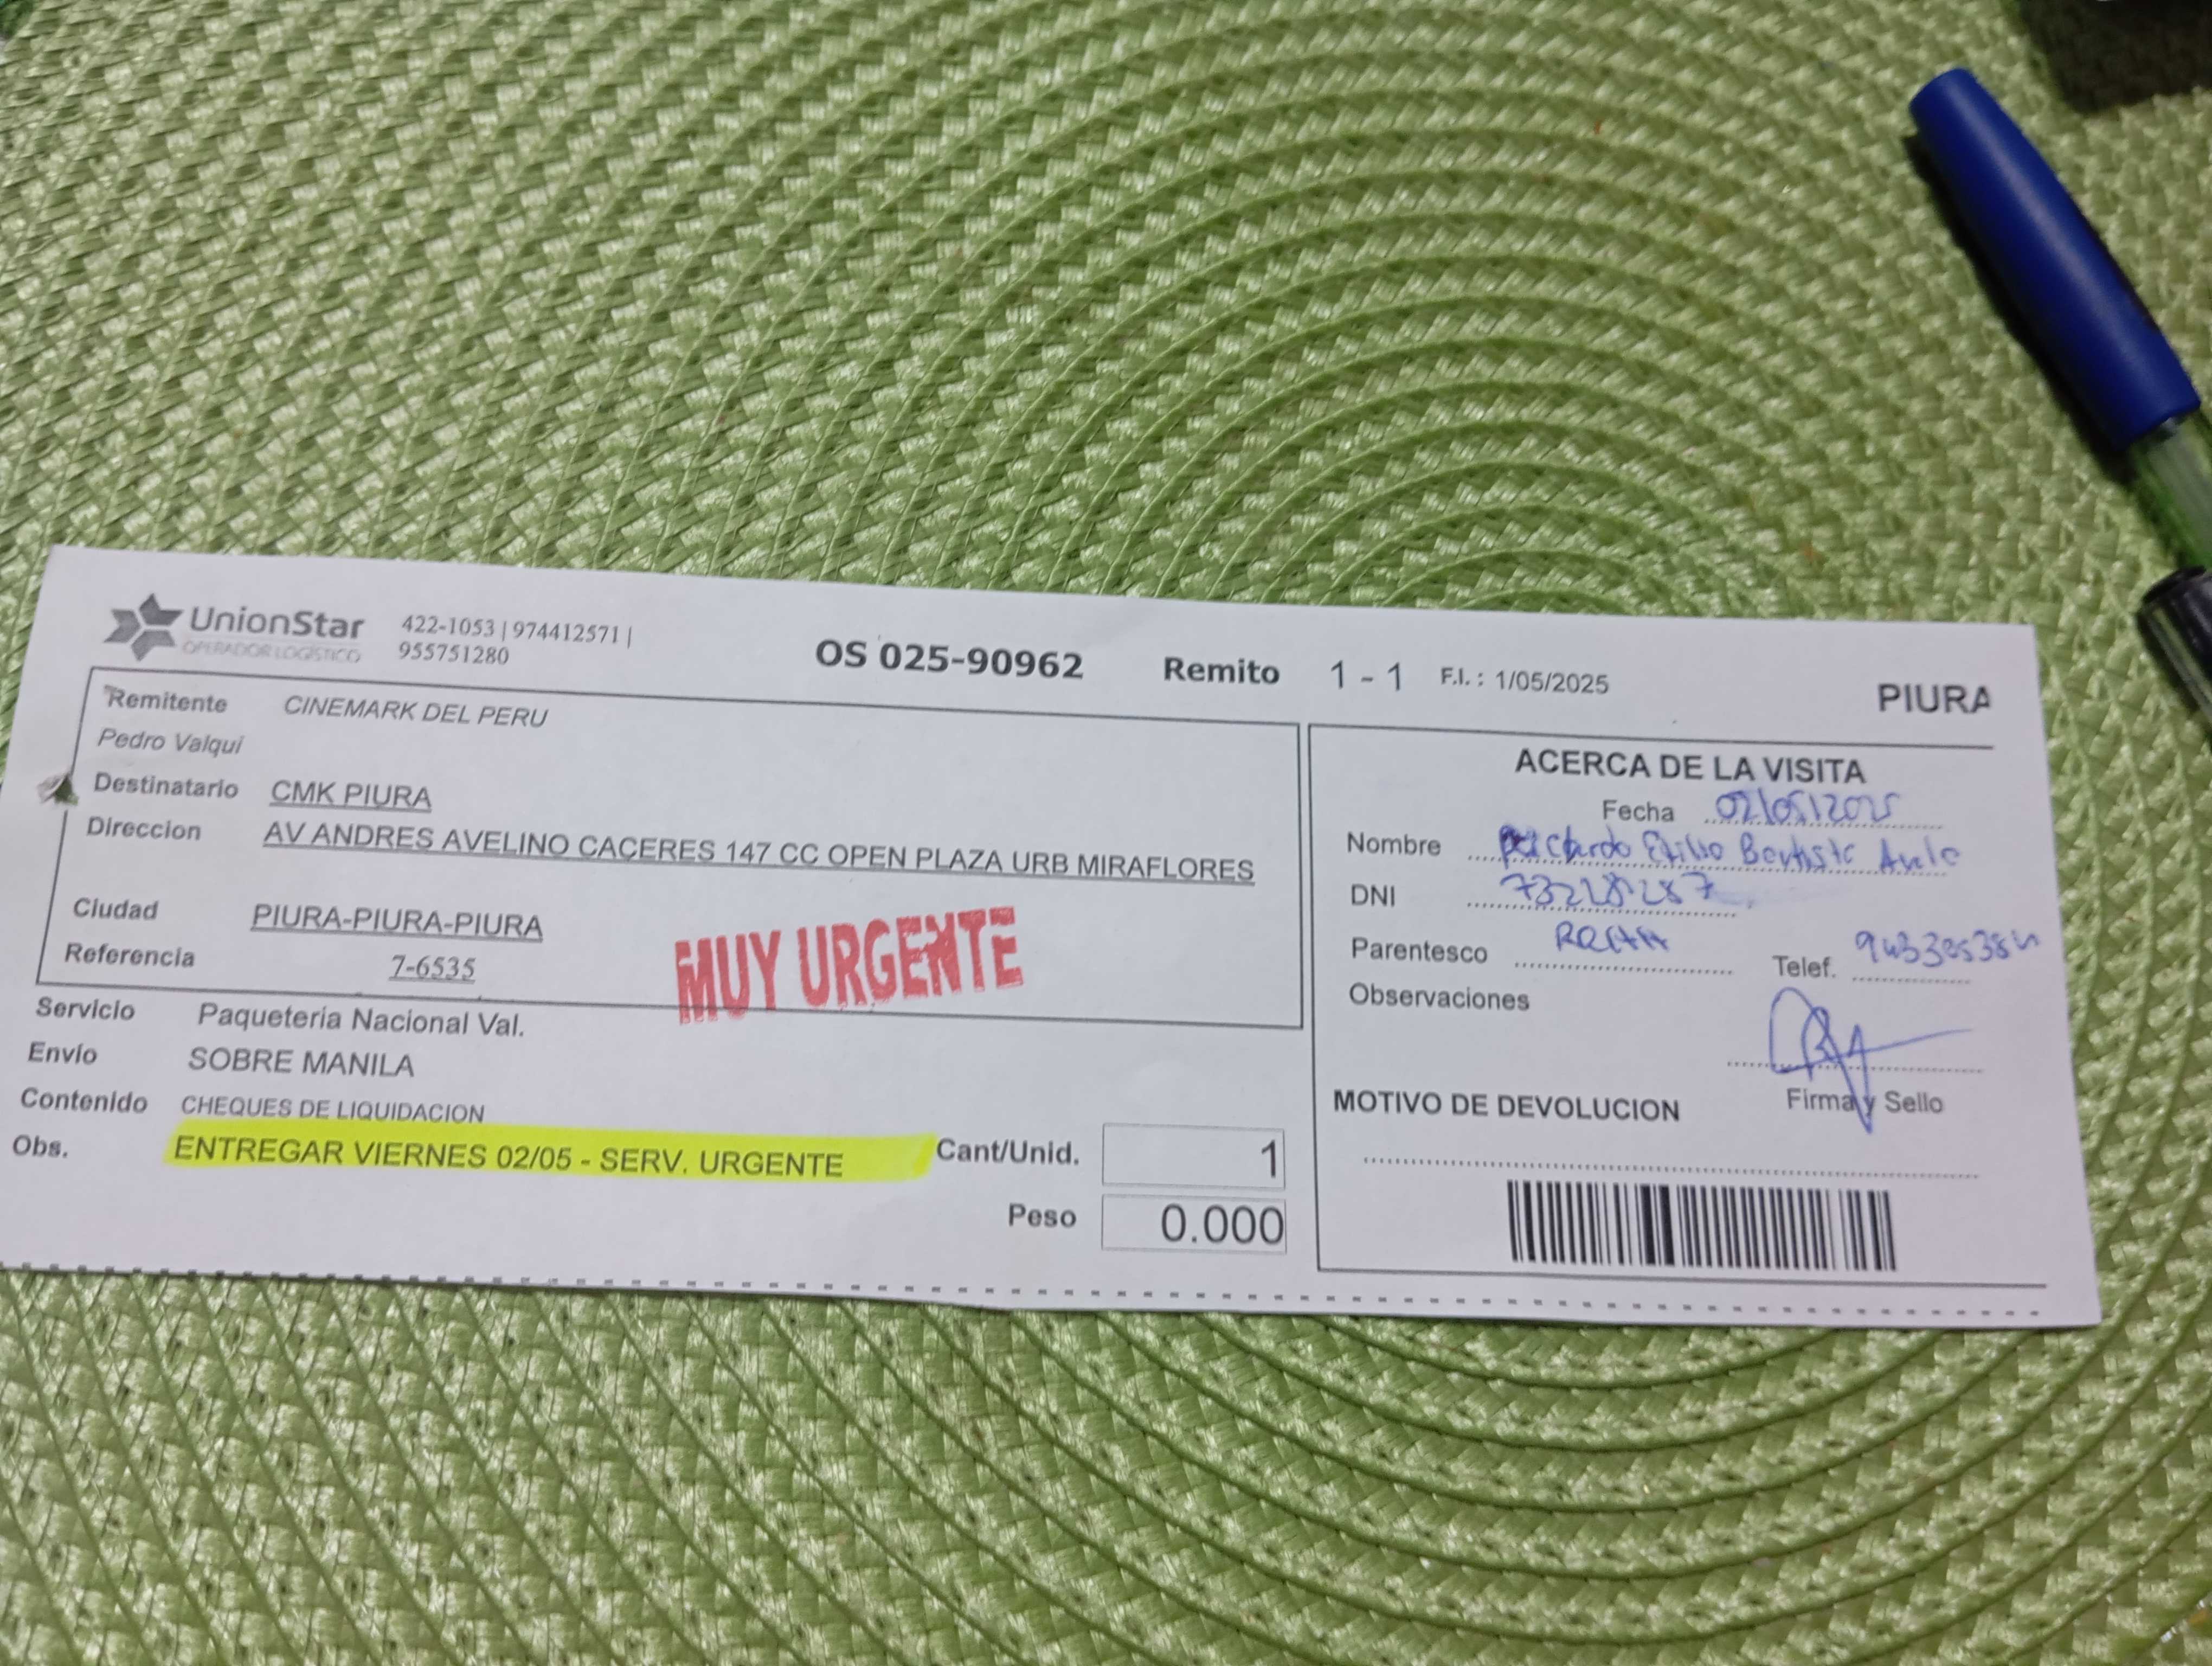 UnionStar
OPERADOR LOGÍSTICO
422-1053 | 974412571 |
955751280
OS 025-90962
Remito 1 - 1
F.I. : 1/05/2025
PIURA
Remitente CINEMARK DEL PERU
Pedro Valqui
Destinatario CMK PIURA
Direccion AV ANDRES AVELINO CACERES 147 CC OPEN PLAZA URB MIRAFLORES
Ciudad PIURA-PIURA-PIURA
Referencia 7-6535
MUY URGENTE
Servicio Paquetería Nacional Val.
Envío SOBRE MANILA
Contenido CHEQUES DE LIQUIDACION
Obs. ENTREGAR VIERNES 02/05 - SERV. URGENTE
Cant/Unid. 1
Peso 0.000
ACERCA DE LA VISITA
Fecha 02/05/2025
Nombre
DNI
Parentesco
Telef.
Observaciones
Firma y Sello
MOTIVO DE DEVOLUCION